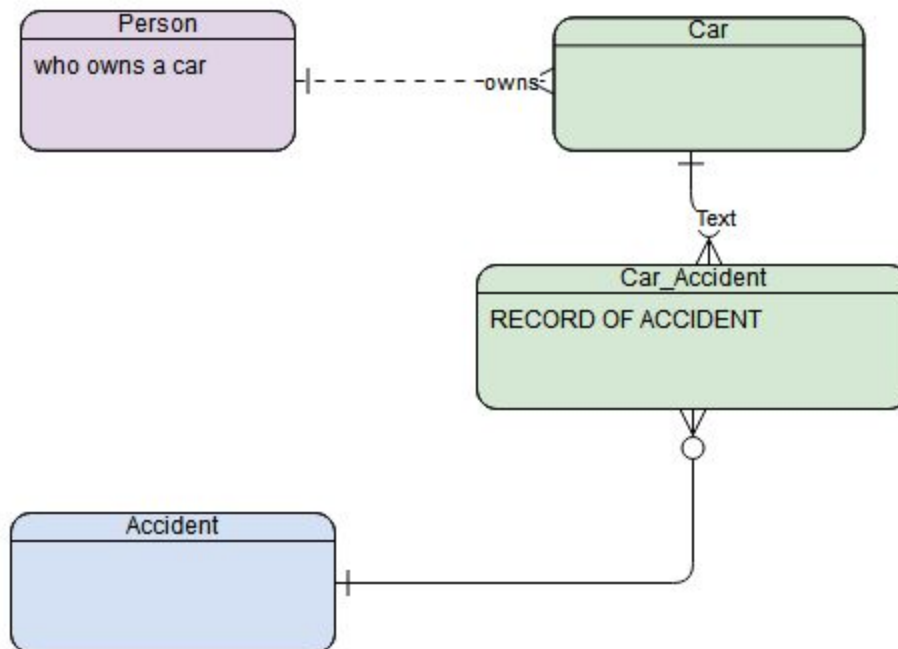 Person
who owns a car
owns
Car
Text
Car_Accident
RECORD OF ACCIDENT
Accident